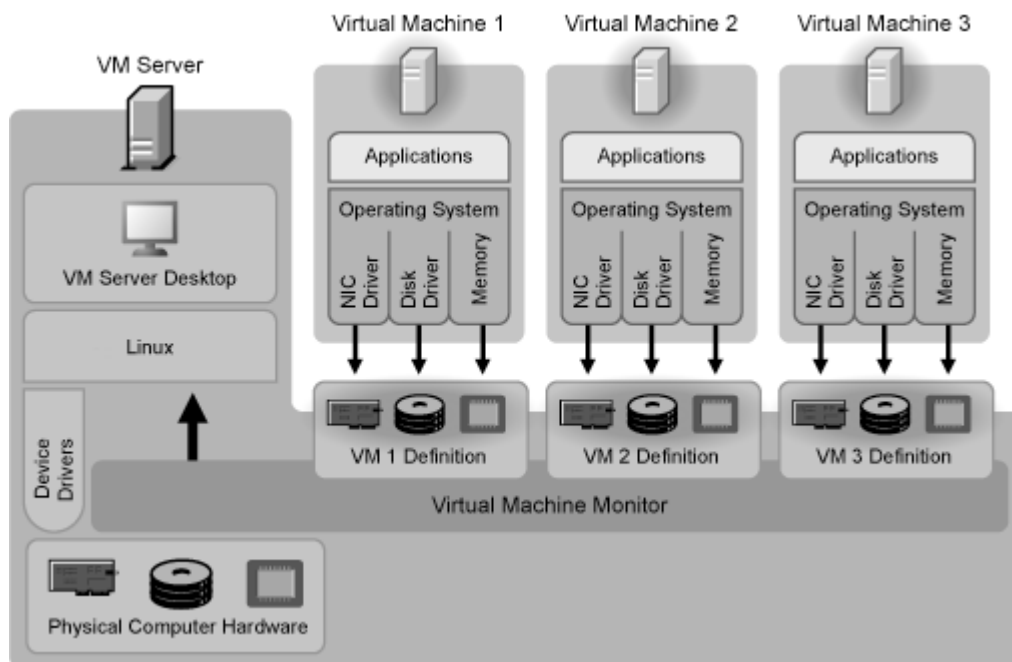 Virtual Machine 1
Virtual Machine 2
Virtual Machine 3
VM Server
Applications
Applications
Applications
Operating System
Operating System
Operating System
NIC
Driver
Disk
Driver
Memory
NIC
Driver
Disk
Driver
Memory
NIC
Driver
Disk
Driver
Memory
VM Server Desktop
Linux
Device
Drivers
VM 1 Definition
VM 2 Definition
VM 3 Definition
Virtual Machine Monitor
Physical Computer Hardware